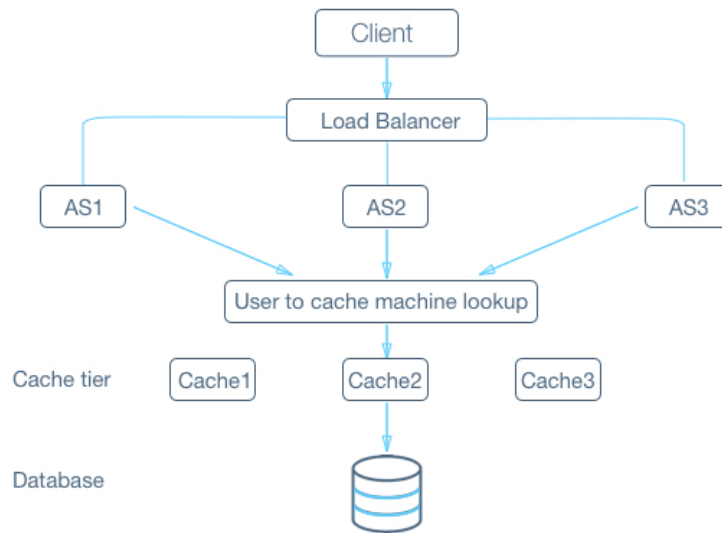 Client
Load Balancer
AS1
AS2
AS3
User to cache machine lookup
Cache tier
Cache1
Cache2
Cache3
Database